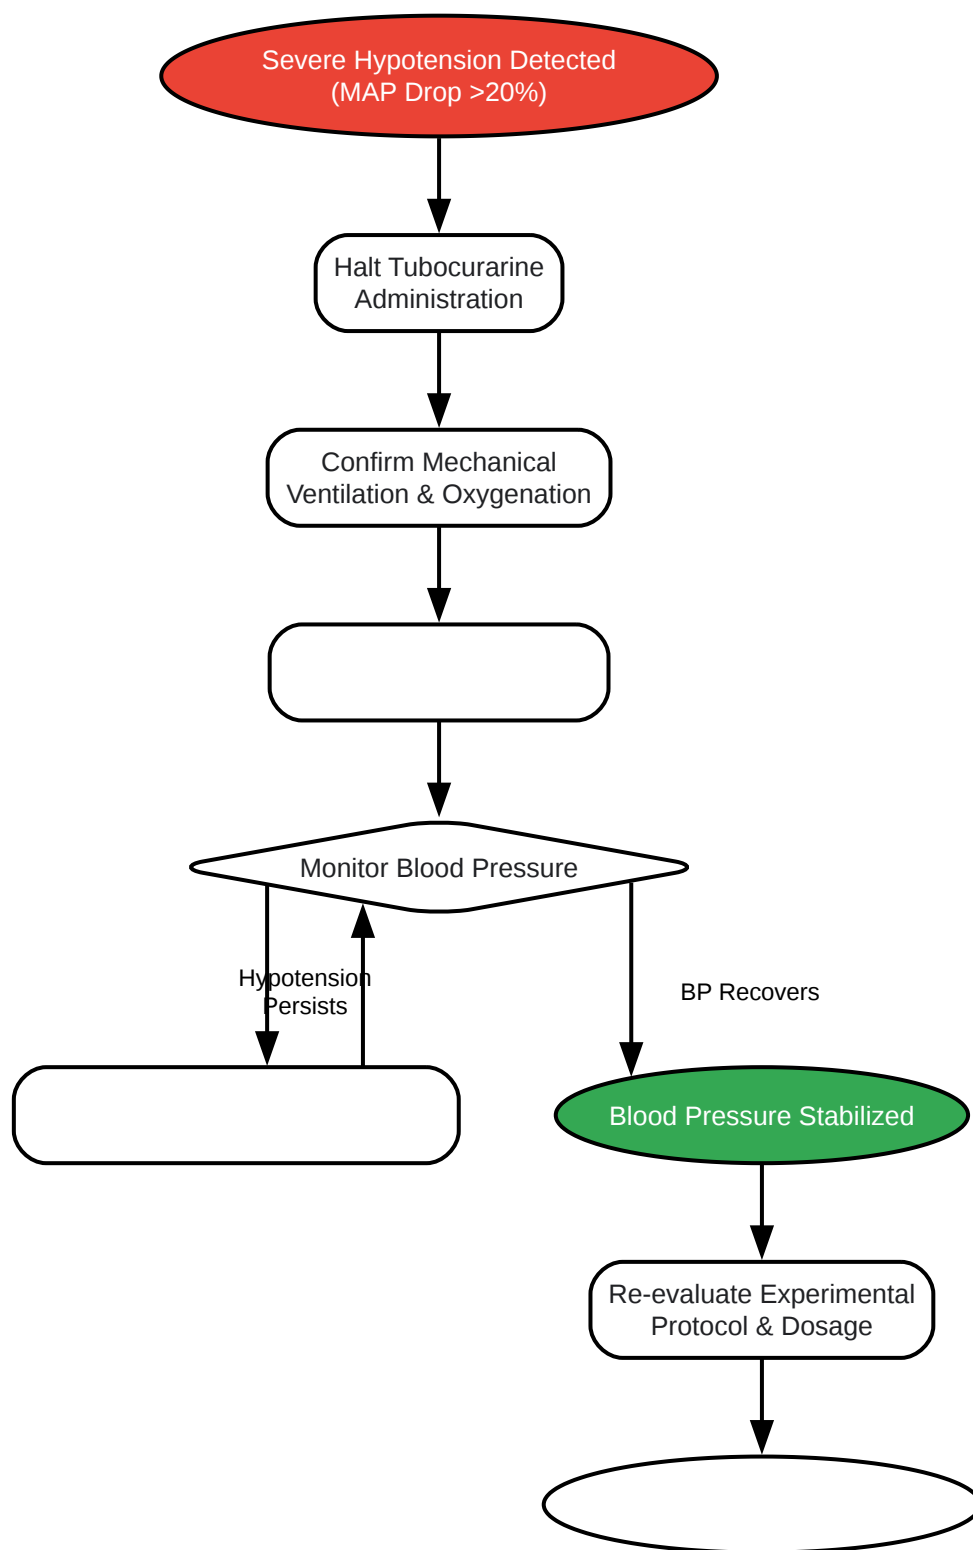 Severe Hypotension Detected
(MAP Drop >20%)
Halt Tubocurarine
Administration
Confirm Mechanical
Ventilation & Oxygenation
Monitor Blood Pressure
Hypotension
Persists
BP Recovers
Blood Pressure Stabilized
Re-evaluate Experimental
Protocol & Dosage